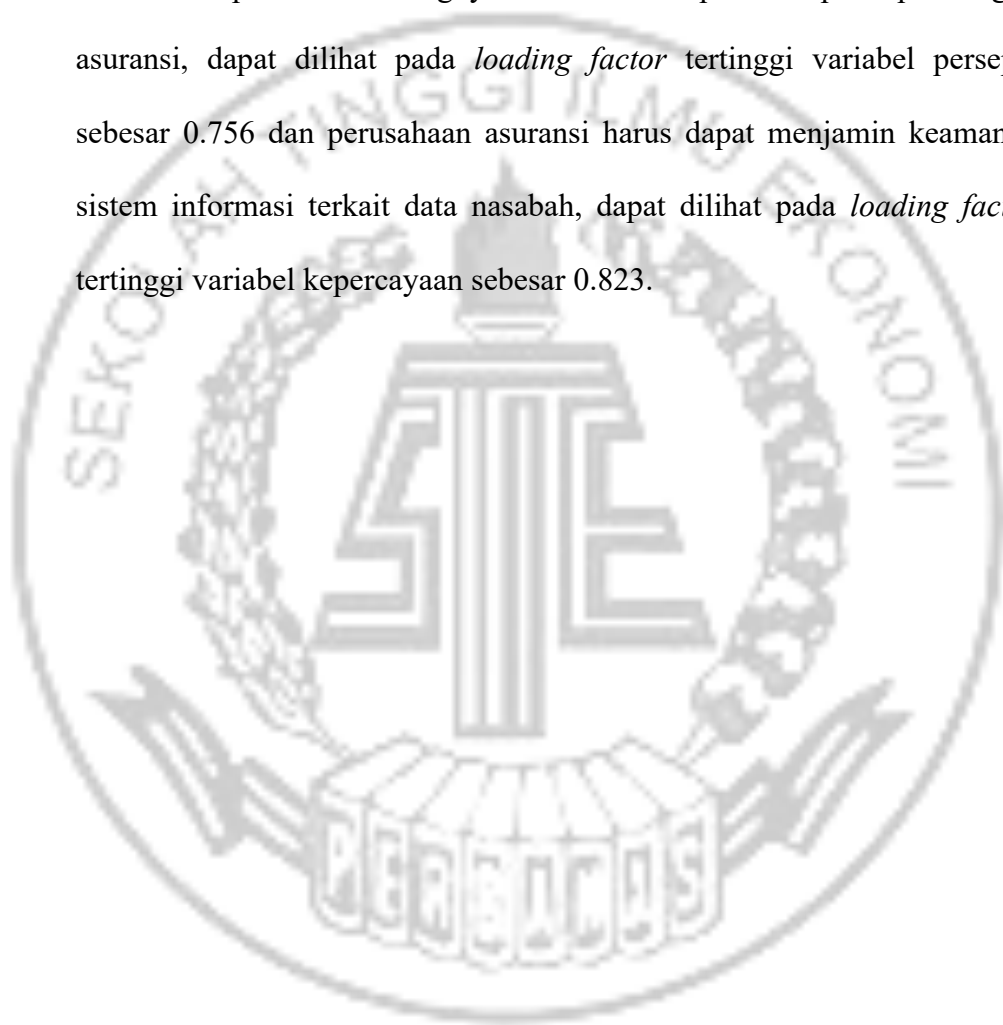 asuransi, dapat dilihat pada loading factor tertinggi variabel persep
sebesar 0.756 dan perusahaan asuransi harus dapat menjamin keaman
sistem informasi terkait data nasabah, dapat dilihat pada loading fac
tertinggi variabel kepercayaan sebesar 0.823.
SEKOLAH TINGGI ILMU EKONOMI
STIE
PERBANAS